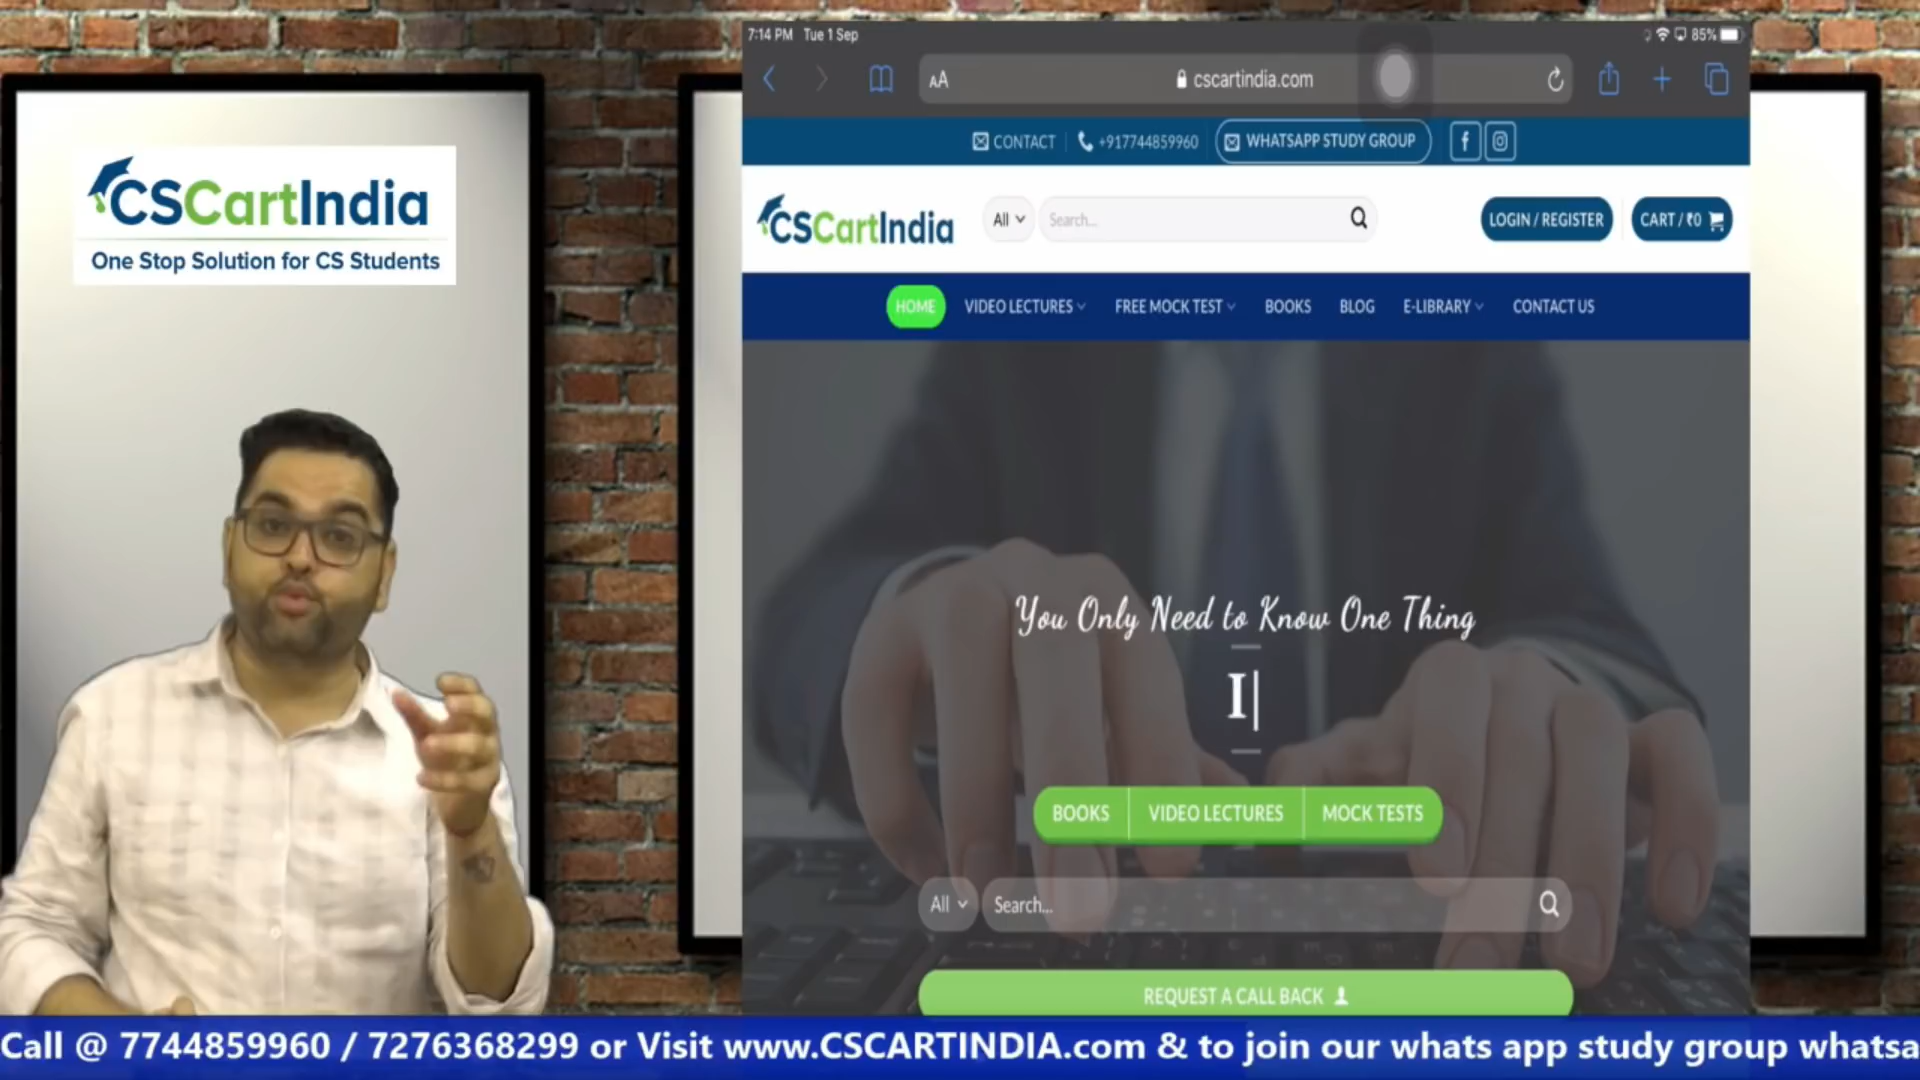 7:14 PM Tue 1 Sep
85%
AA
cscartindia.com
CONTACT
+917744859960
WHATSAPP STUDY GROUP
CSCartIndia
One Stop Solution for CS Students
CSCartIndia
All
Search...
LOGIN / REGISTER
CART / ₹0
HOME
VIDEO LECTURES
FREE MOCK TEST
BOOKS
BLOG
E-LIBRARY
CONTACT US
You Only Need to Know One Thing
I|
BOOKS
VIDEO LECTURES
MOCK TESTS
All
Search...
REQUEST A CALL BACK
Call @ 7744859960 / 7276368299 or Visit www.CSCARTINDIA.com & to join our whats app study group whatsa